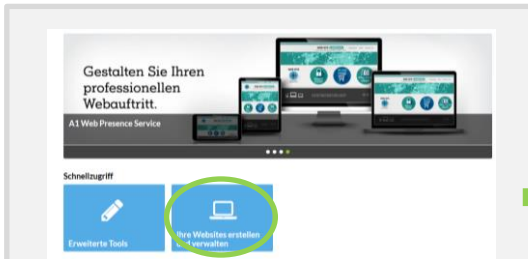 Gestalten Sie Ihren
professionellen
Webauftritt.
A1 Web Presence Service
Schnellzugriff
Erweiterte Tools
Ihre Websites erstellen
und verwalten